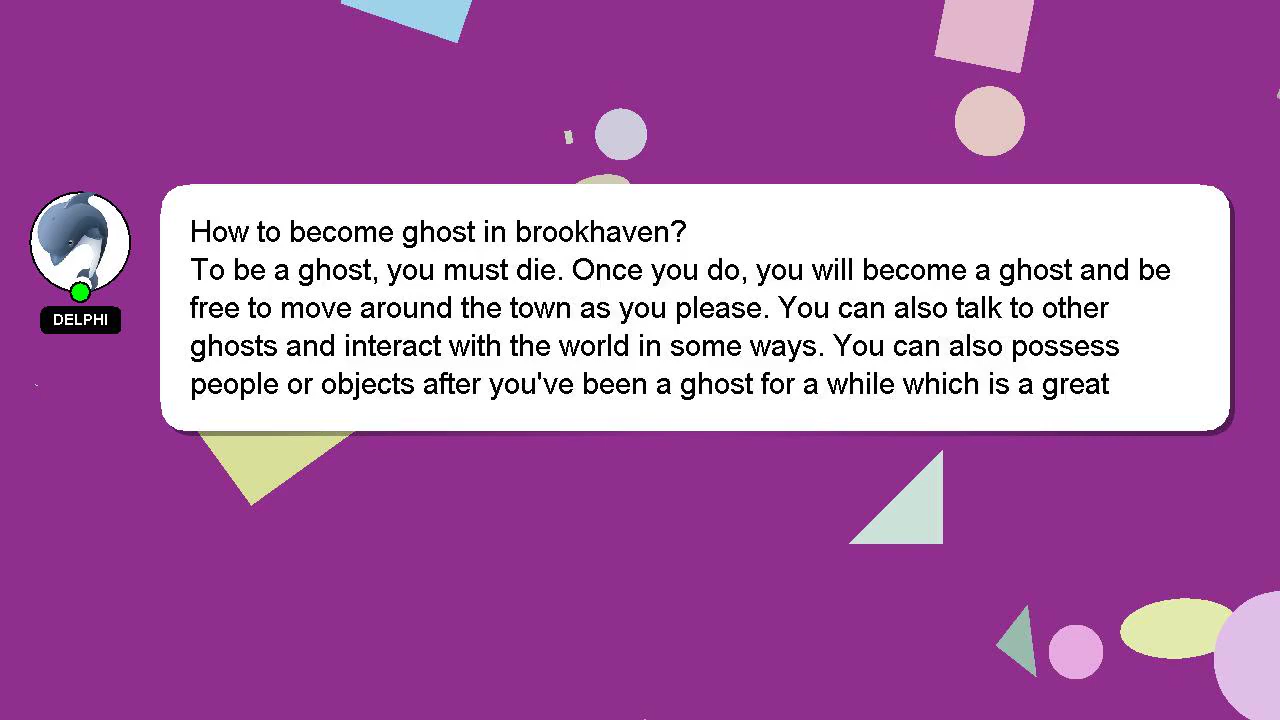 How to become ghost in brookhaven?
To be a ghost, you must die. Once you do, you will become a ghost and be
free to move around the town as you please. You can also talk to other
ghosts and interact with the world in some ways. You can also possess
people or objects after you've been a ghost for a while which is a great
DELPHI